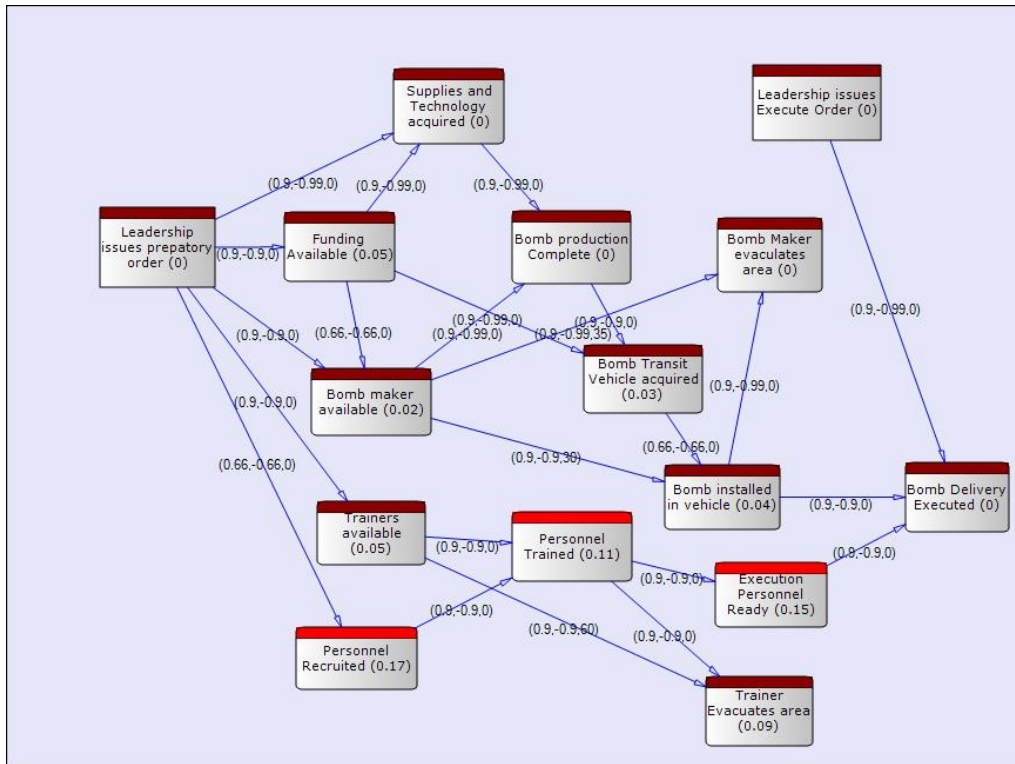 Supplies and
Technology
acquired (0)
Leadership issues
Execute Order (0)
(0.9,-0.99,0)
(0.9,-0.99,0)
(0.9,-0.99,0)
Leadership
issues prepatory
order (0)
(0.9,-0.9,0)
Funding
Available (0.05)
Bomb production
Complete (0)
Bomb Maker
evaculates
area (0)
(0.9,-0.99,0)
(0.9,-0.9,0)
(0.66,-0.66,0)
(0.9,-0.99,0)
(0.9,-0.99,0)
(0.9,-0.99,35)
(0.9,-0.9,0)
Bomb maker
available (0.02)
Bomb Transit
Vehicle acquired
(0.03)
(0.9,-0.99,0)
(0.9,-0.9,0)
(0.66,-0.66,0)
(0.9,-0.9,30)
(0.66,-0.66,0)
Bomb installed
in vehicle (0.04)
(0.9,-0.9,0)
Bomb Delivery
Executed (0)
Trainers
available
(0.05)
(0.9,-0.9,0)
Personnel
Trained (0.11)
(0.9,-0.9,0)
(0.9,-0.9,0)
Execution
Personnel
Ready (0.15)
(0.9,-0.9,0)
(0.9,-0.9,60)
(0.9,-0.9,0)
Personnel
Recruited (0.17)
Trainer
Evacuates area
(0.09)